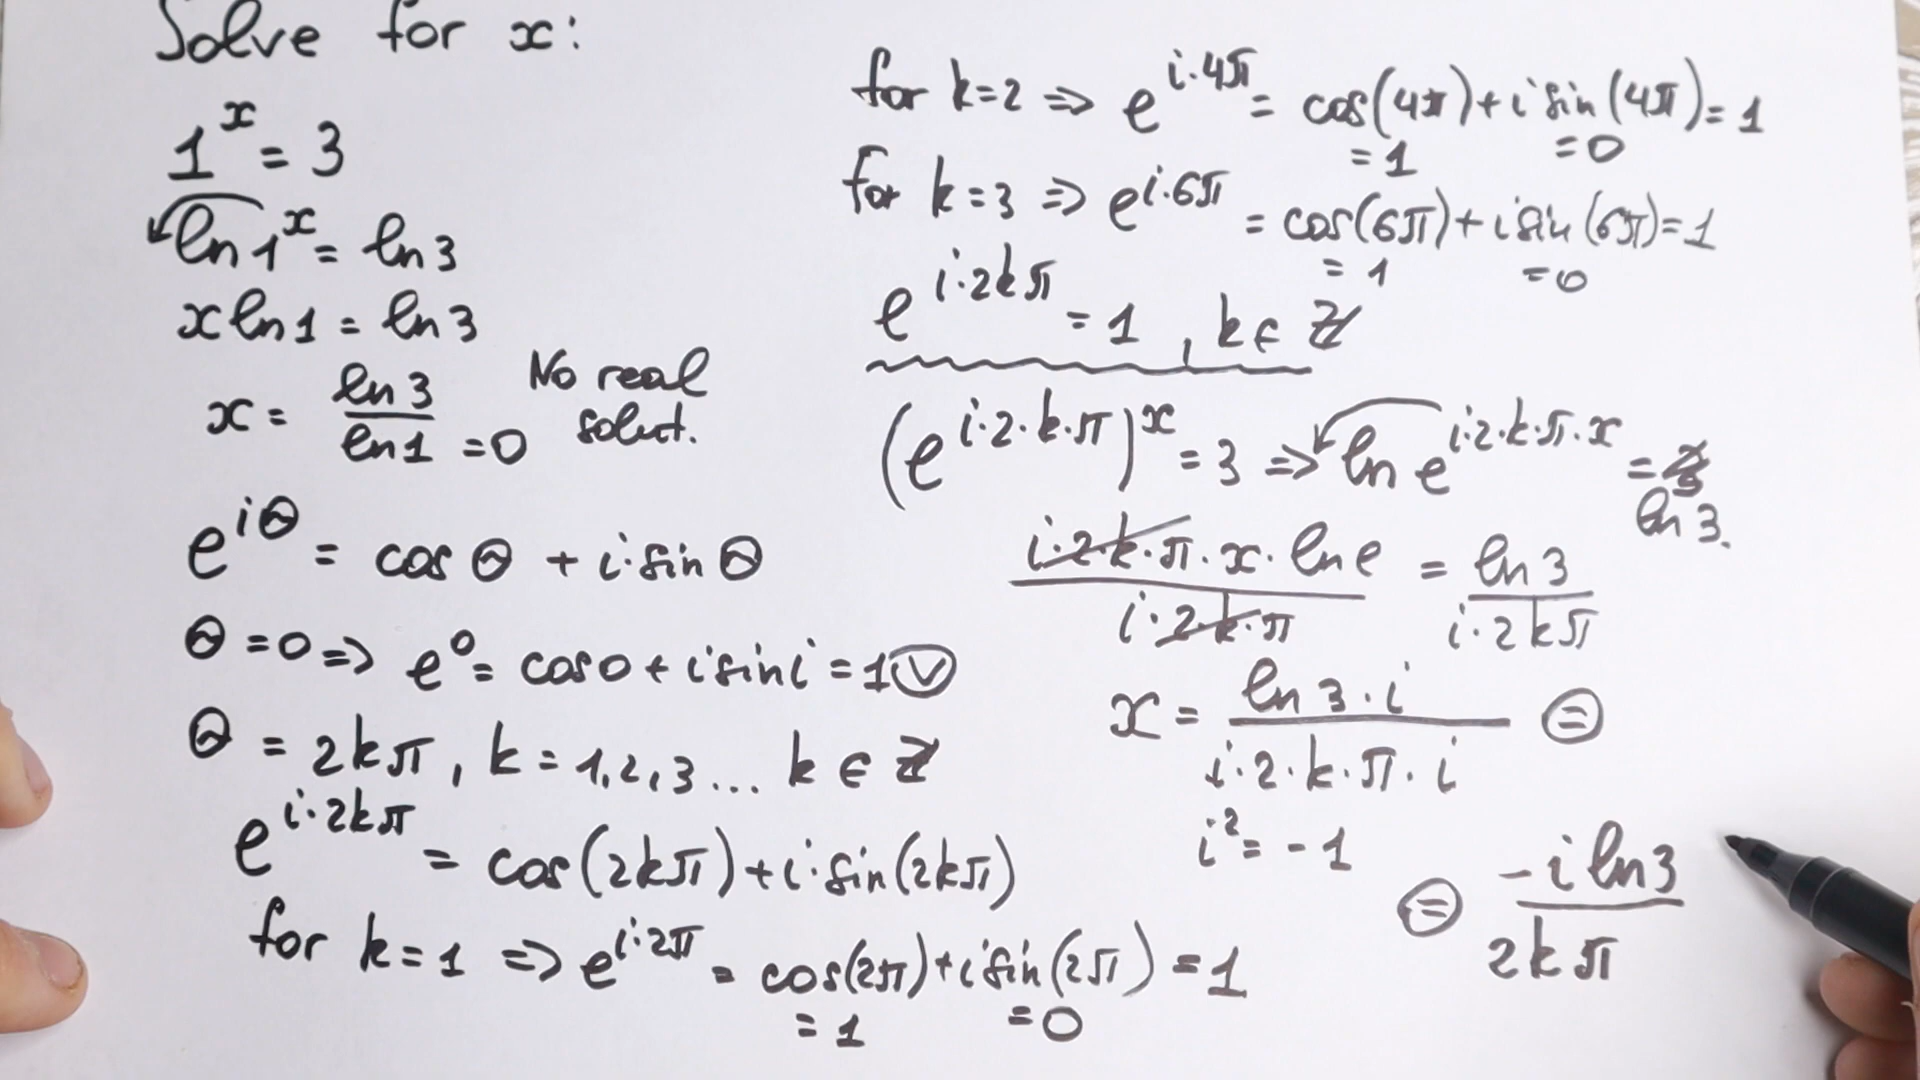 Solve for x:
1^x = 3
ln 1^x = ln 3
x ln 1 = ln 3
x = ln 3 / ln 1 = 0 No real solut.
e^{iθ} = cos θ + i·sin θ
θ = 0 => e^0 = cos 0 + i sin i = 1 ✓
θ = 2kπ, k = 1,2,3... k ∈ ℤ
e^{i·2kπ} = cos(2kπ) + i·sin(2kπ)
for k=1 => e^{i·2π} = cos(2π) + i sin(2π) = 1
= 1 = 0
for k=2 => e^{i·4π} = cos(4π) + i sin(4π) = 1
= 1 = 0
for k=3 => e^{i·6π} = cos(6π) + i sin(6π) = 1
= 1 = 0
e^{i·2kπ} = 1, k ∈ ℤ
(e^{i·2·k·π})^x = 3 => ln e^{i·2·k·π·x} =
ln 3.
i·2·k·π·x·ln e / i·2·k·π = ln 3 / i·2kπ
x = ln 3·i / i·2·k·π·i =
i^2 = -1
= -i ln 3 / 2kπ